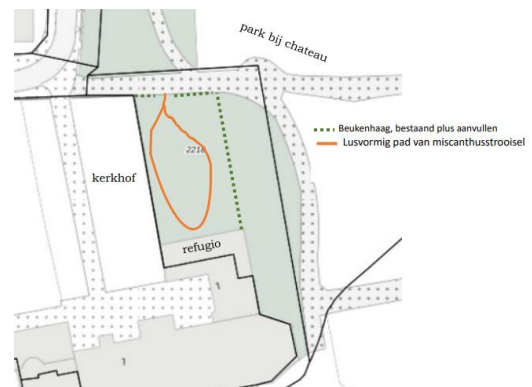 park bij chateau
Beukenhaag, bestaand plus aanvullen
Lusvormig pad van miscanthusstrooisel
2218
kerkhof
refugio
1
1